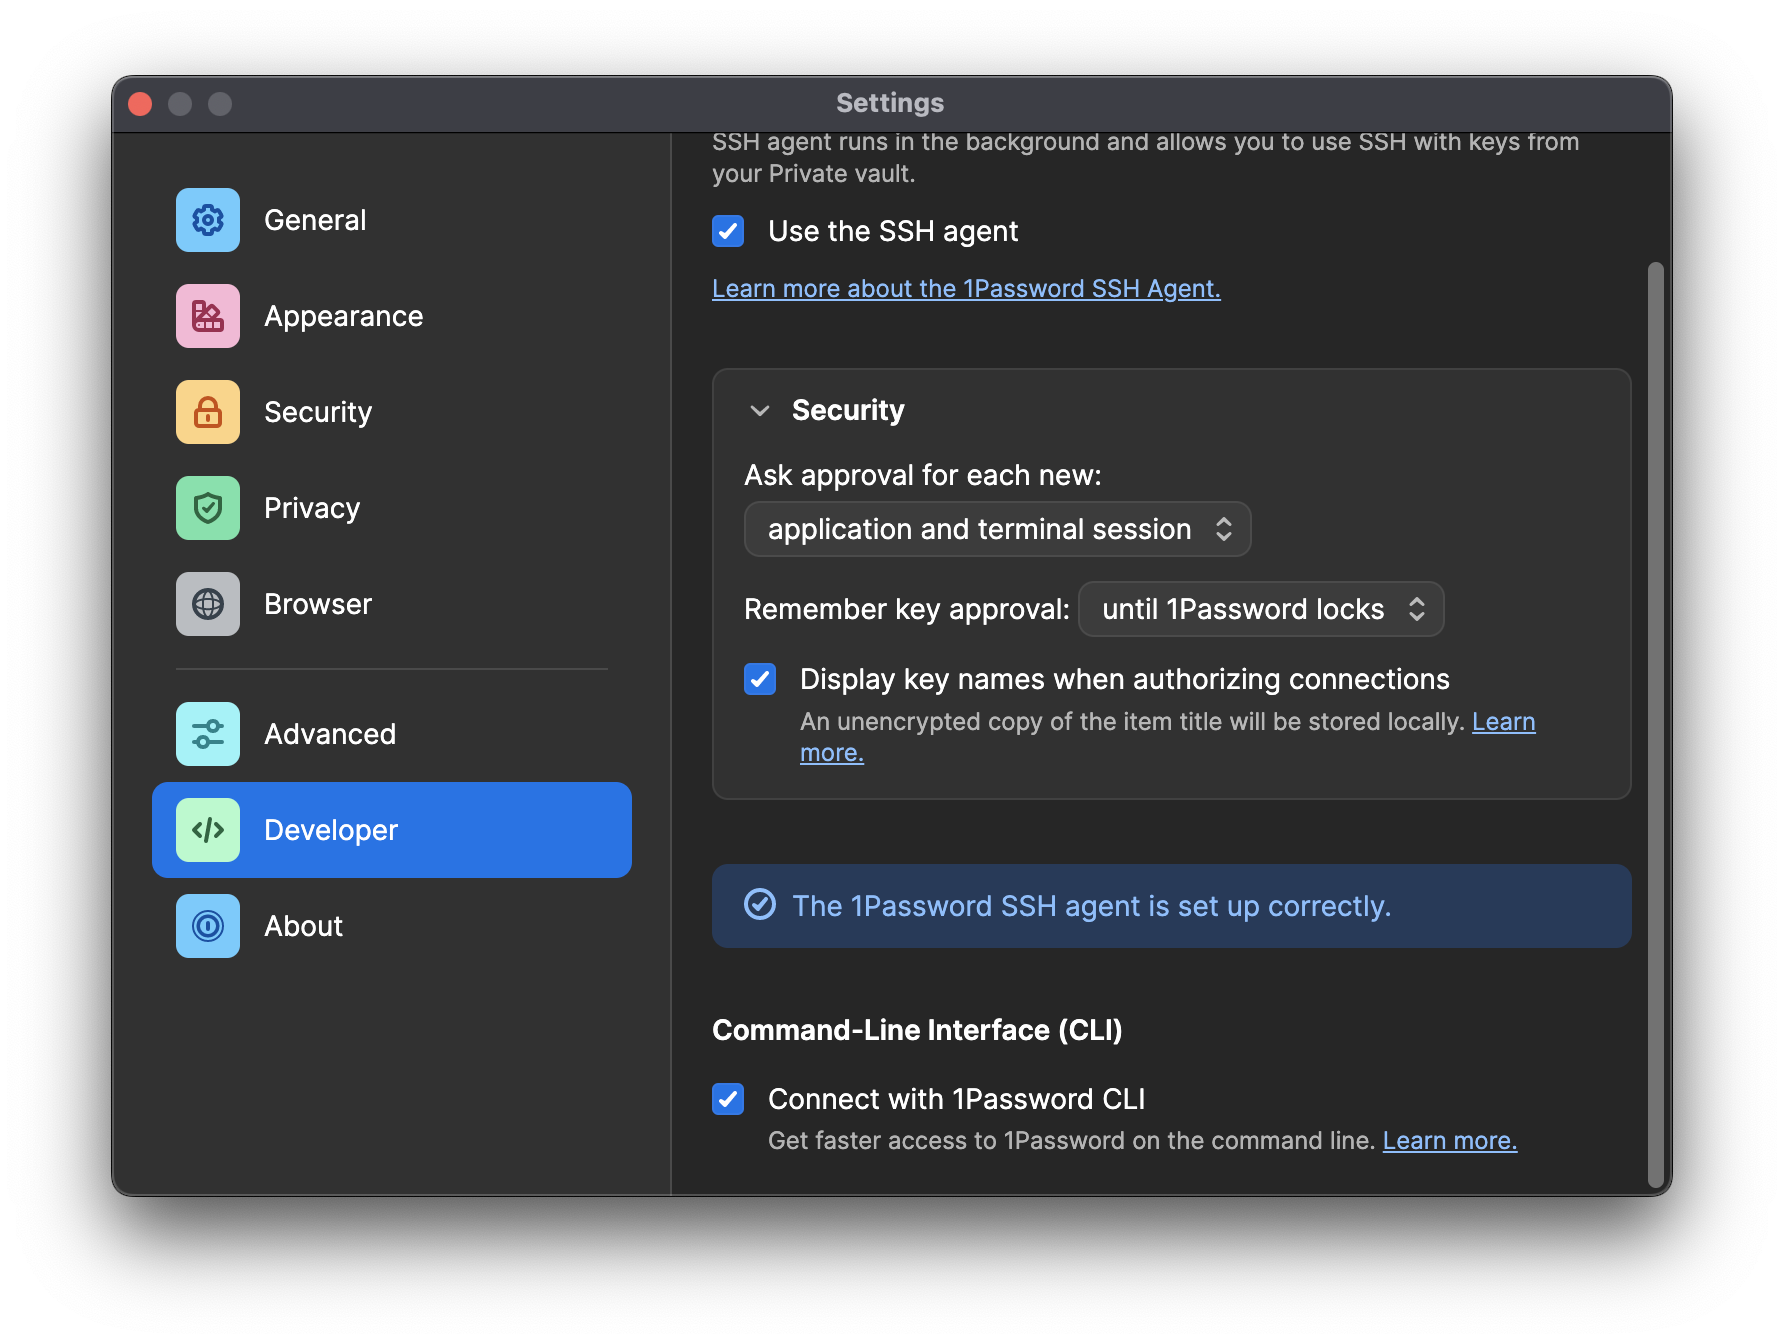 Settings
General
Appearance
Security
Privacy
Browser
Advanced
Developer
About
SSH agent runs in the background and allows you to use SSH with keys from
your Private vault.
Use the SSH agent
Learn more about the 1Password SSH Agent.
Security
Ask approval for each new:
application and terminal session
Remember key approval: until 1Password locks
Display key names when authorizing connections
An unencrypted copy of the item title will be stored locally. Learn
more.
The 1Password SSH agent is set up correctly.
Command-Line Interface (CLI)
Connect with 1Password CLI
Get faster access to 1Password on the command line. Learn more.